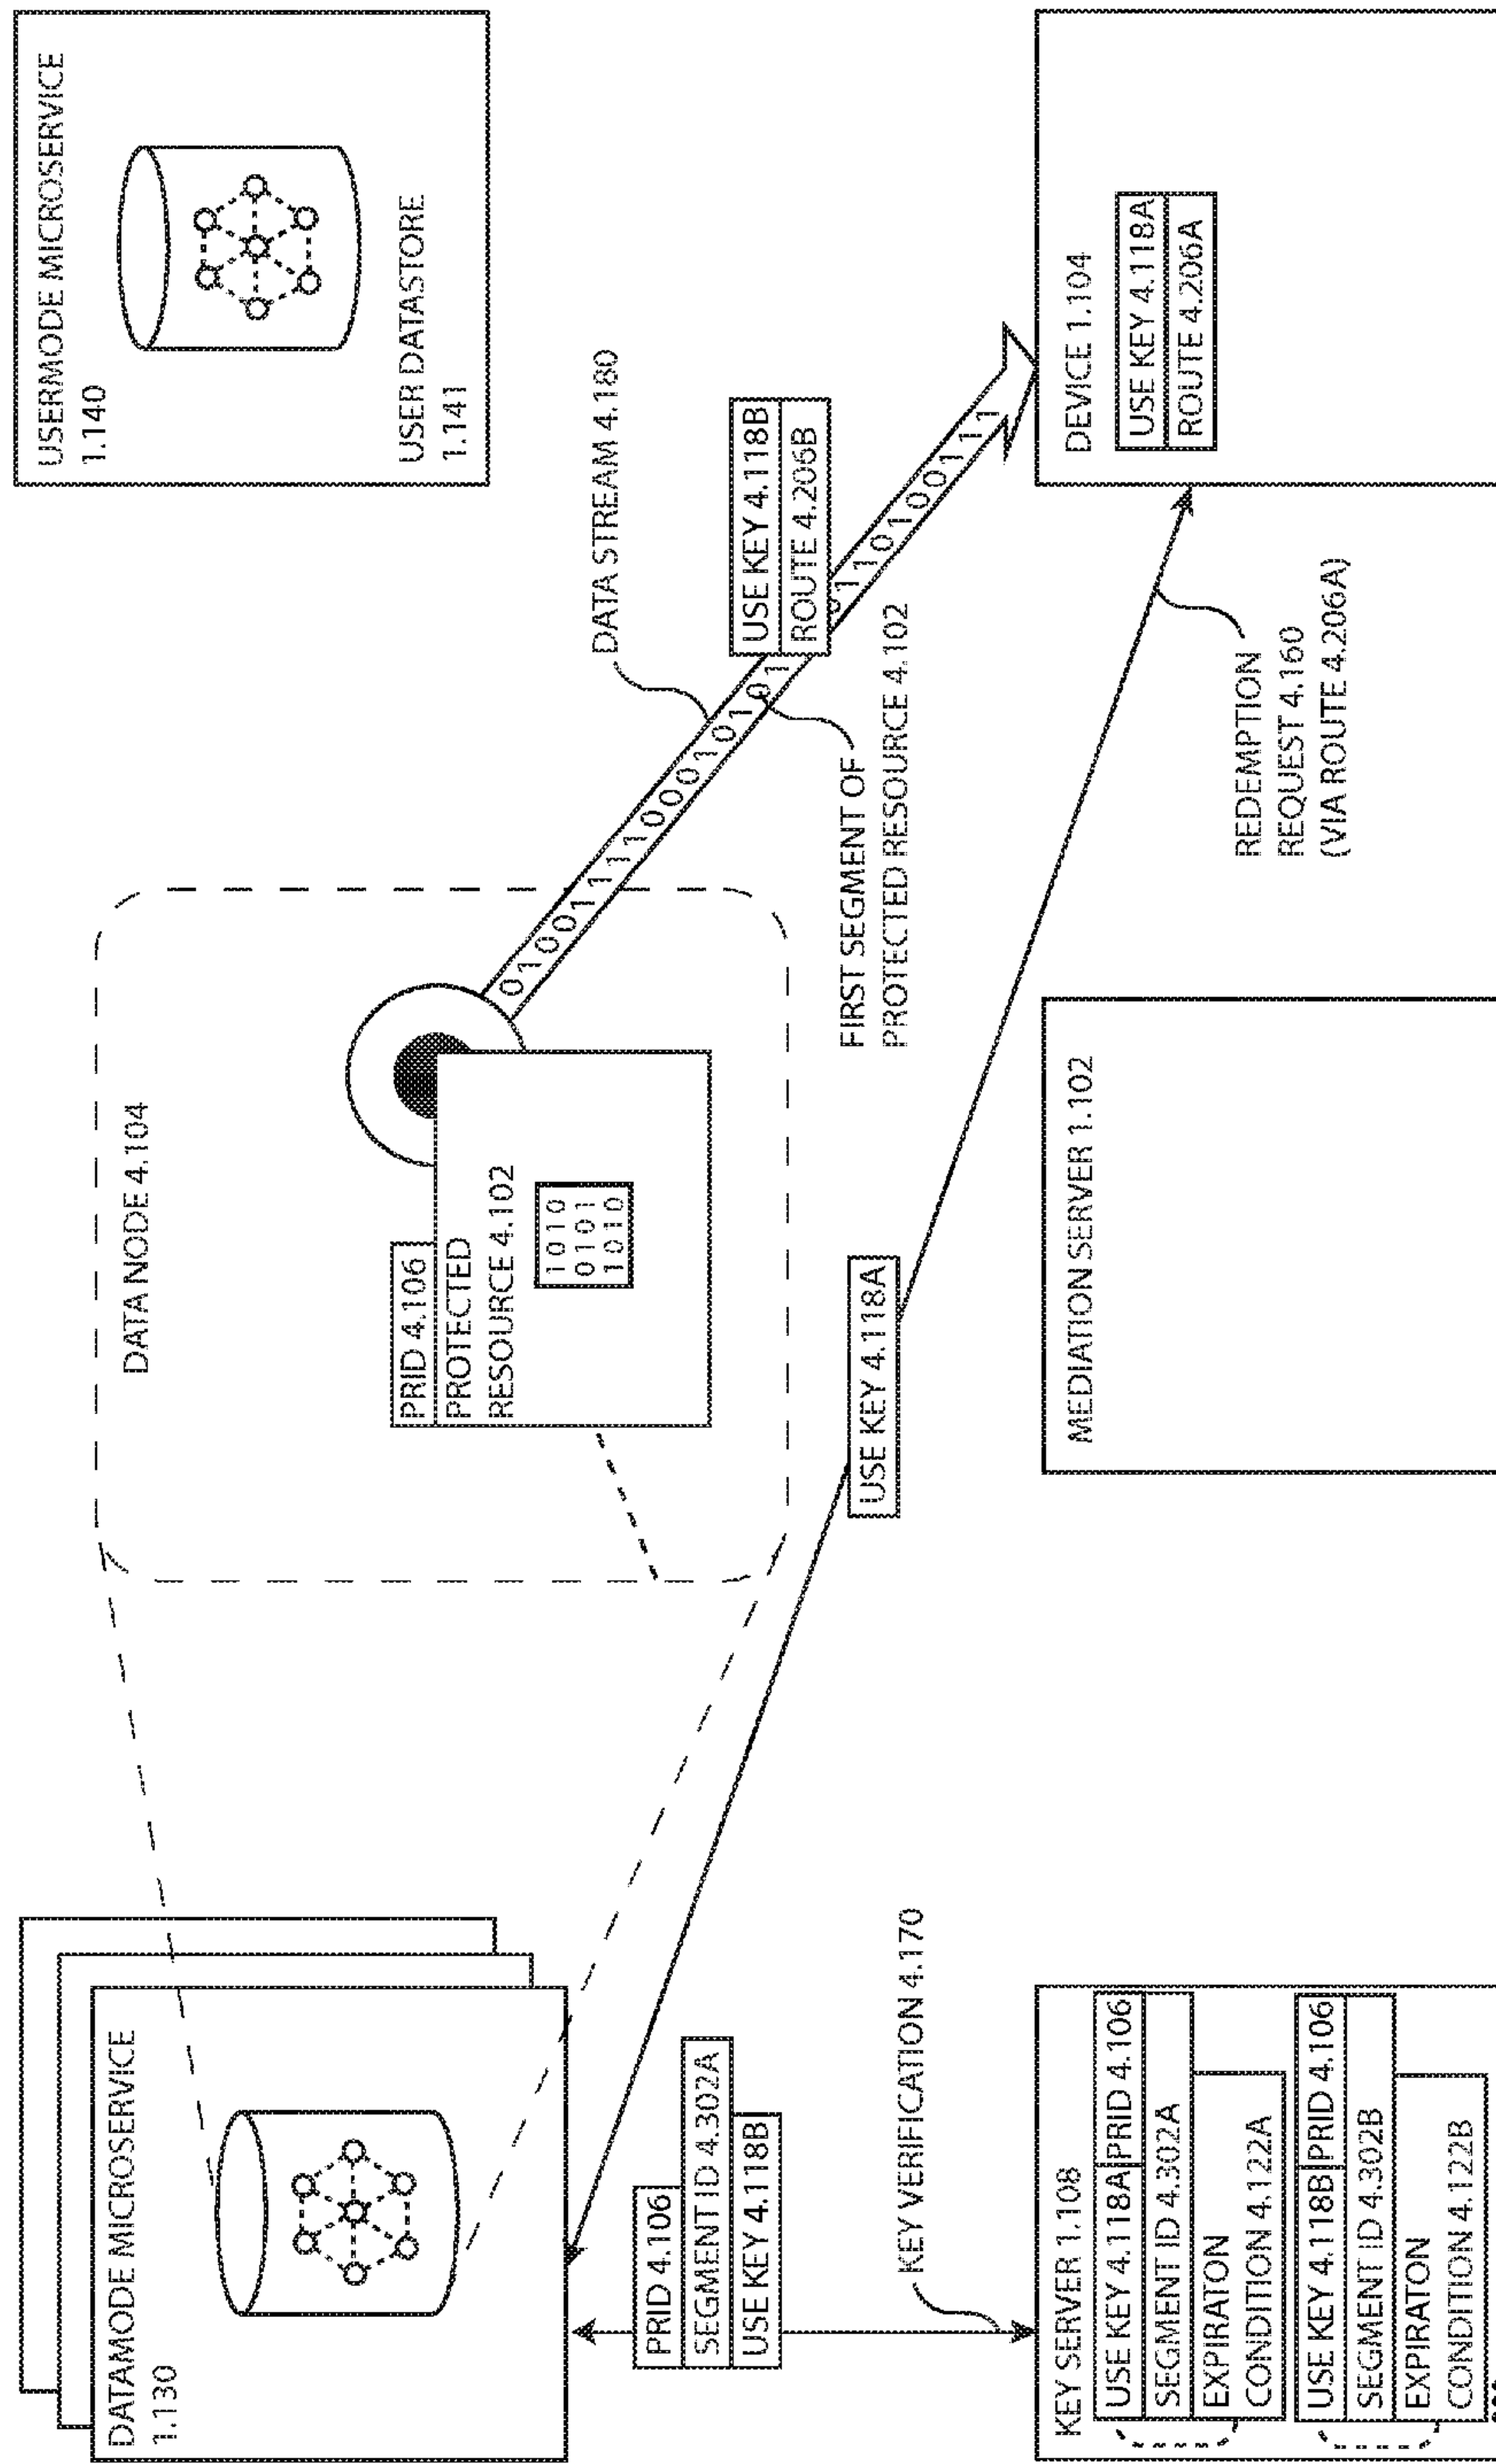 DATAMODE MICROSERVICE
1.130
DATA NODE 4.104
PRID 4.106
PROTECTED
RESOURCE 4.102
1010
0101
1010
USERMODE MICROSERVICE
1.140
USER DATASTORE
1.141
DATA STREAM 4.180
USE KEY 4.118B
ROUTE 4.206B
FIRST SEGMENT OF
PROTECTED RESOURCE 4.102
PRID 4.106
SEGMENT ID 4.302A
USE KEY 4.118B
KEY VERIFICATION 4.170
USE KEY 4.118A
REDEMPTION
REQUEST 4.160
(VIA ROUTE 4.206A)
KEY SERVER 1.108
USE KEY 4.118A PRID 4.106
SEGMENT ID 4.302A
EXPIRATON
CONDITION 4.122A
USE KEY 4.118B PRID 4.106
SEGMENT ID 4.302B
EXPIRATON
CONDITION 4.122B
MEDIATION SERVER 1.102
DEVICE 1.104
USE KEY 4.118A
ROUTE 4.206A